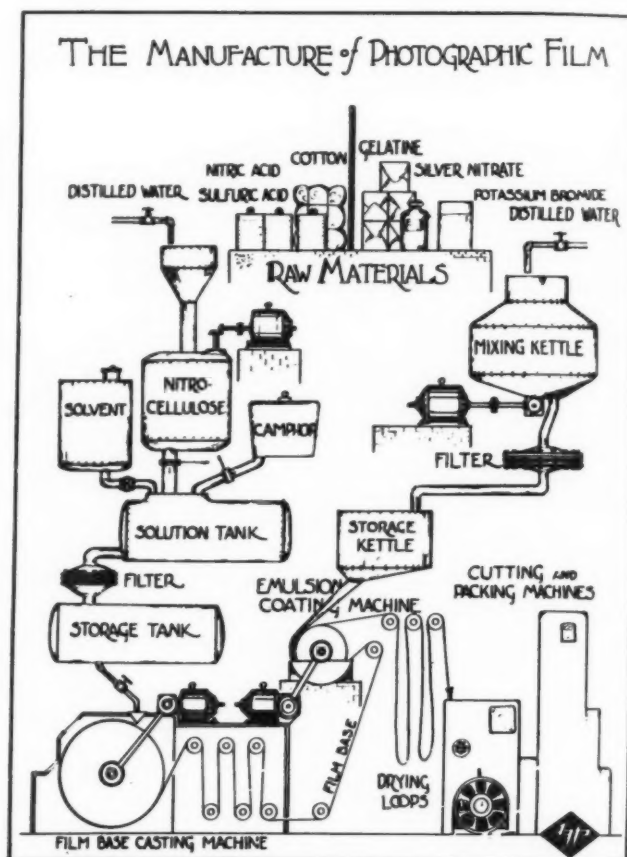 THE MANUFACTURE of PHOTOGRAPHIC FILM
COTTON
GELATINE
NITRIC ACID
SILVER NITRATE
DISTILLED WATER
SULFURIC ACID
POTASSIUM BROMIDE
DISTILLED WATER
RAW MATERIALS
MIXING KETTLE
SOLVENT
NITRO-
CELLULOSE
CAMPHOR
FILTER
SOLUTION TANK
STORAGE
KETTLE
FILTER
EMULSION
COATING MACHINE
CUTTING AND
PACKING MACHINES
STORAGE TANK
FILM BASE
DRYING
LOOPS
FILM BASE CASTING MACHINE